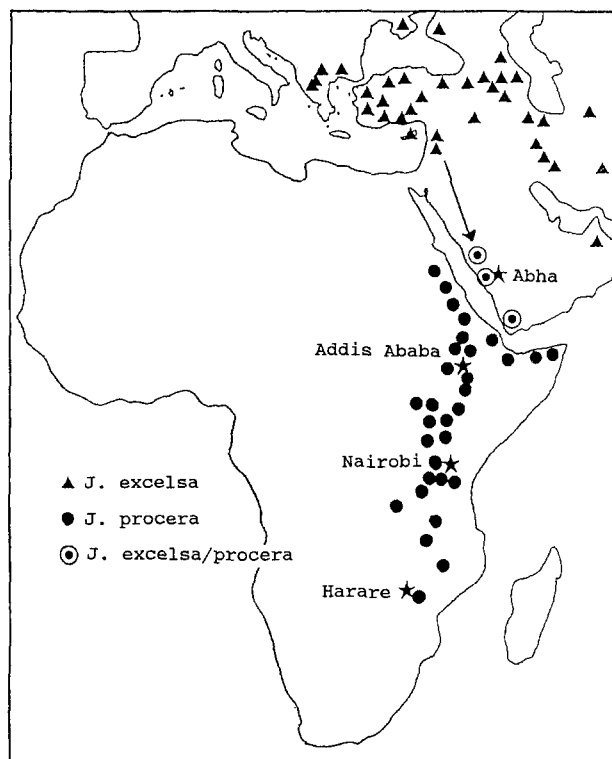 Abha
Addis Ababa
Nairobi
J. excelsa
J. procera
J. excelsa/procera
Harare